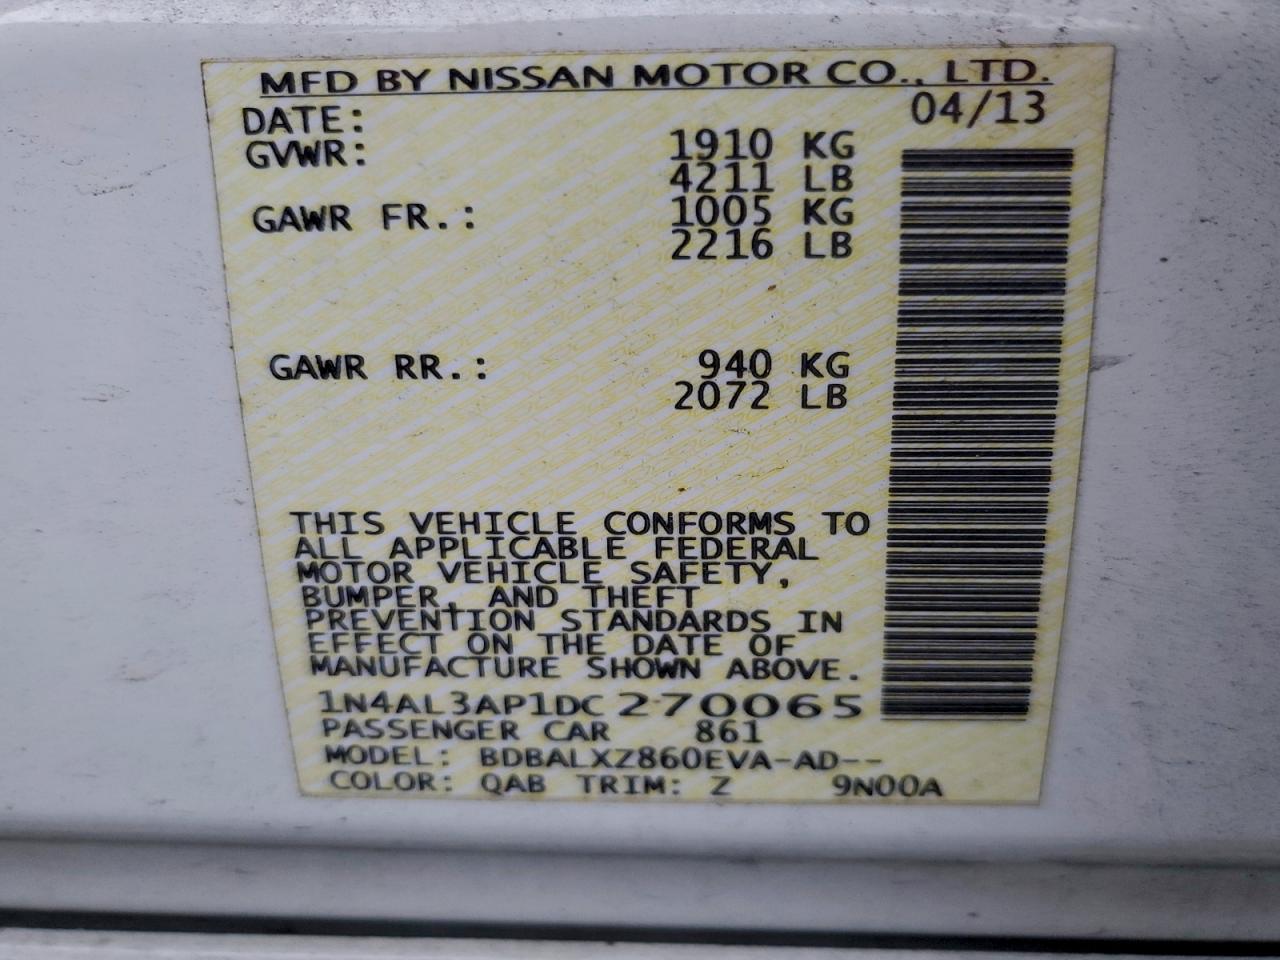 MFD BY NISSAN MOTOR CO., LTD.
DATE: 04/13
GVWR: 1910 KG
4211 LB
GAWR FR.: 1005 KG
2216 LB
GAWR RR.: 940 KG
2072 LB
THIS VEHICLE CONFORMS TO
ALL APPLICABLE FEDERAL
MOTOR VEHICLE SAFETY,
BUMPER, AND THEFT
PREVENTION STANDARDS IN
EFFECT ON THE DATE OF
MANUFACTURE SHOWN ABOVE.
1N4AL3AP1DC270065
PASSENGER CAR 861
MODEL: BDBALXZ860EVA-AD--
COLOR: QAB TRIM: Z 9N00A